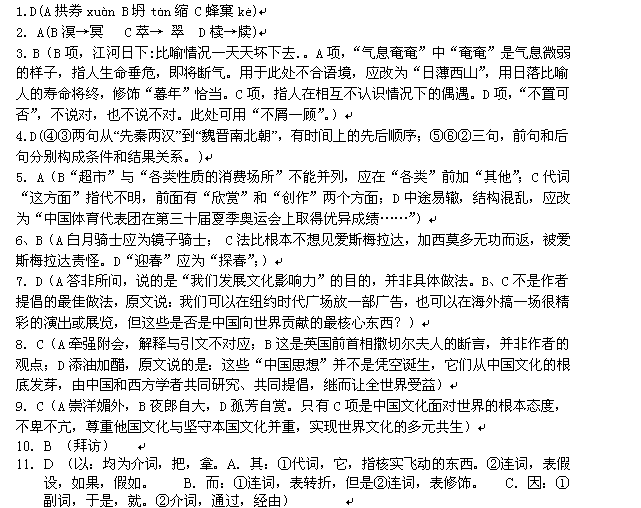 1.D(A拱券 xuàn B坍 tān缩 C蜂窠 kē)
2. A(B溟→冥 C萃→ 翠 D椟→牍)
3. B（B项，江河日下:比喻情况一天天坏下去.。A项，“气息奄奄”中“奄奄”是气息微弱
的样子，指人生命垂危，即将断气。用于此处不合语境，应改为“日薄西山”，用日落比喻
人的寿命将终，修饰“暮年”恰当。C项，指人在相互不认识情况下的偶遇。D项，“不置可
否”，不说对，也不说不对。此处可用“不屑一顾”。）
4.D(④③两句从“先秦两汉”到“魏晋南北朝”，有时间上的先后顺序；⑤⑥②三句，前句和后
句分别构成条件和结果关系。)
5. A（B“超市”与“各类性质的消费场所”不能并列，应在“各类”前加“其他”；C代词
“这方面”指代不明，前面有“欣赏”和“创作”两个方面；D中途易辙，结构混乱，应改
为“中国体育代表团在第三十届夏季奥运会上取得优异成绩……”）
6、B（A白月骑士应为镜子骑士； C法比根本不想见爱斯梅拉达，加西莫多无功而返，被爱
斯梅拉达责怪。D“迎春”应为“探春”；）
7. D（A答非所问，说的是“我们发展文化影响力”的目的，并非具体做法。B、C不是作者
提倡的最佳做法，原文说：我们可以在纽约时代广场放一部广告，也可以在海外搞一场很精
彩的演出或展览，但这些是否是中国向世界贡献的最核心东西？）
8. C（A牵强附会，解释与引文不对应；B这是英国前首相撒切尔夫人的断言，并非作者的
观点；D添油加醋，原文说的是：这些“中国思想”并不是凭空诞生，它们从中国文化的根
底发芽，由中国和西方学者共同研究、共同提倡，继而让全世界受益）
9. C（A崇洋媚外，B夜郎自大，D孤芳自赏。只有C项是中国文化面对世界的根本态度，
不卑不亢，尊重他国文化与坚守本国文化并重，实现世界文化的多元共生）
10. B （拜访）
11. D （以：均为介词，把，拿。A．其：①代词，它，指核实飞动的东西。②连词，表假
设，如果，假如。 B．而：①连词，表转折，但是②连词，表修饰。 C．因：①
副词，于是，就。②介词，通过，经由）